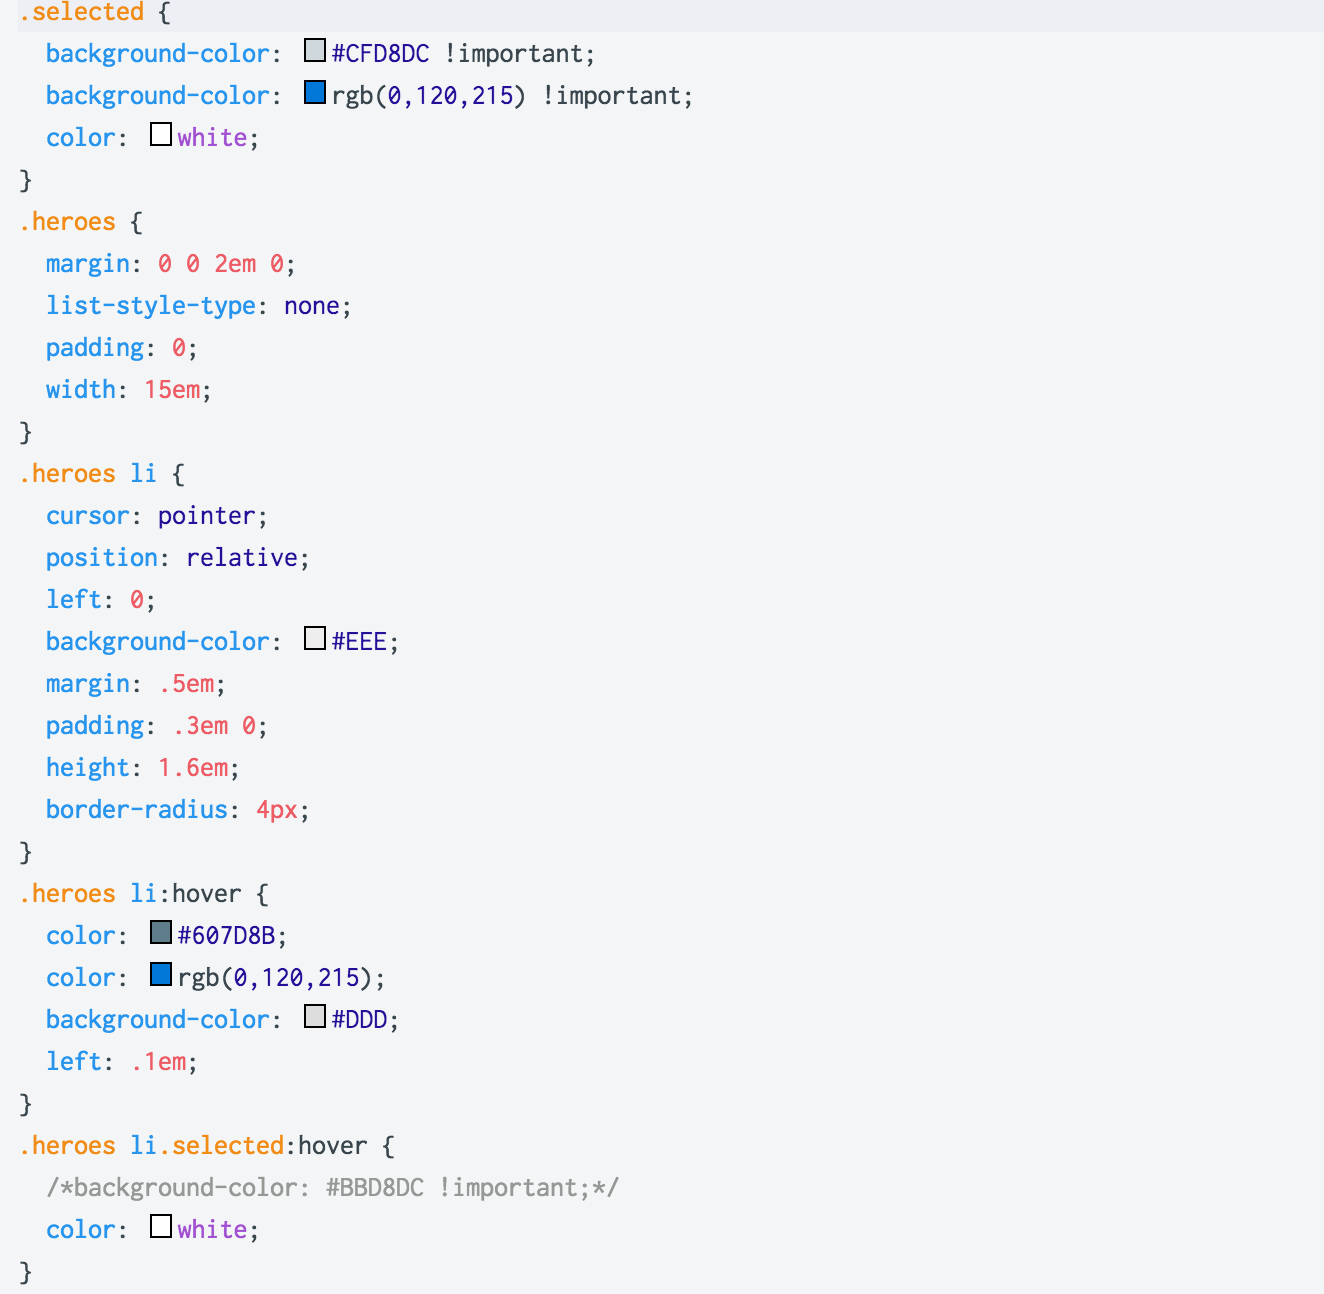 .selected {
  background-color: #CFD8DC !important;
  background-color: rgb(0,120,215) !important;
  color: white;
}
.heroes {
  margin: 0 0 2em 0;
  list-style-type: none;
  padding: 0;
  width: 15em;
}
.heroes li {
  cursor: pointer;
  position: relative;
  left: 0;
  background-color: #EEE;
  margin: .5em;
  padding: .3em 0;
  height: 1.6em;
  border-radius: 4px;
}
.heroes li:hover {
  color: #607D8B;
  color: rgb(0,120,215);
  background-color: #DDD;
  left: .1em;
}
.heroes li.selected:hover {
  /*background-color: #BBD8DC !important;*/
  color: white;
}